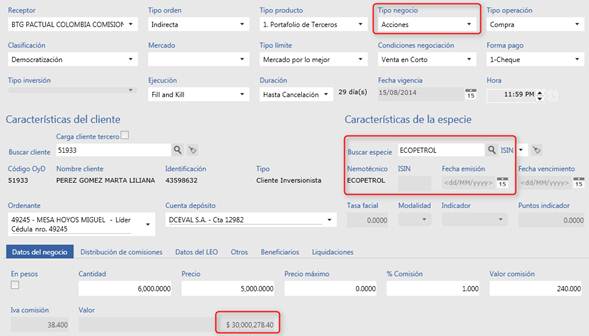 Receptor Tipo orden Tipo producto Tipo negocio Tipo operación
BTG PACTUAL COLOMBIA COMISION Indirecta 1. Portafolio de Terceros Acciones Compra
Clasificación Mercado Tipo límite Condiciones negociación Forma pago
Democratización Mercado por lo mejor Venta en Corto 1-Cheque
Tipo inversión Ejecución Duración Fecha vigencia Hora
Fill and Kill Hasta Cancelación 29 día(s) 15/08/2014 15 11:59 PM
Características del cliente Características de la especie
Carga cliente tercero
Buscar cliente 51933 Buscar especie ECOPETROL ISIN
Código OyD Nombre cliente Identificación Tipo Nemotécnico ISIN Fecha emisión Fecha vencimiento
51933 PEREZ GOMEZ MARTA LILIANA 43598632 Cliente Inversionista ECOPETROL <dd/MM/yyyy> 15 <dd/MM/yyyy> 15
Ordenante Cuenta depósito Tasa facial Modalidad Indicador Puntos indicador
49245 - MESA HOYOS MIGUEL - Líder DCEVAL S.A. - Cta 12982 0.0000 0.0000
Cédula nro. 49245
Datos del negocio Distribución de comisiones Datos del LEO Otros Beneficiarios Liquidaciones
En pesos Cantidad Precio Precio máximo % Comisión Valor comisión
6,000.0000 5,000.0000 0.0000 1.000 240.000
Iva comisión Valor
38.400 $ 30,000,278.40